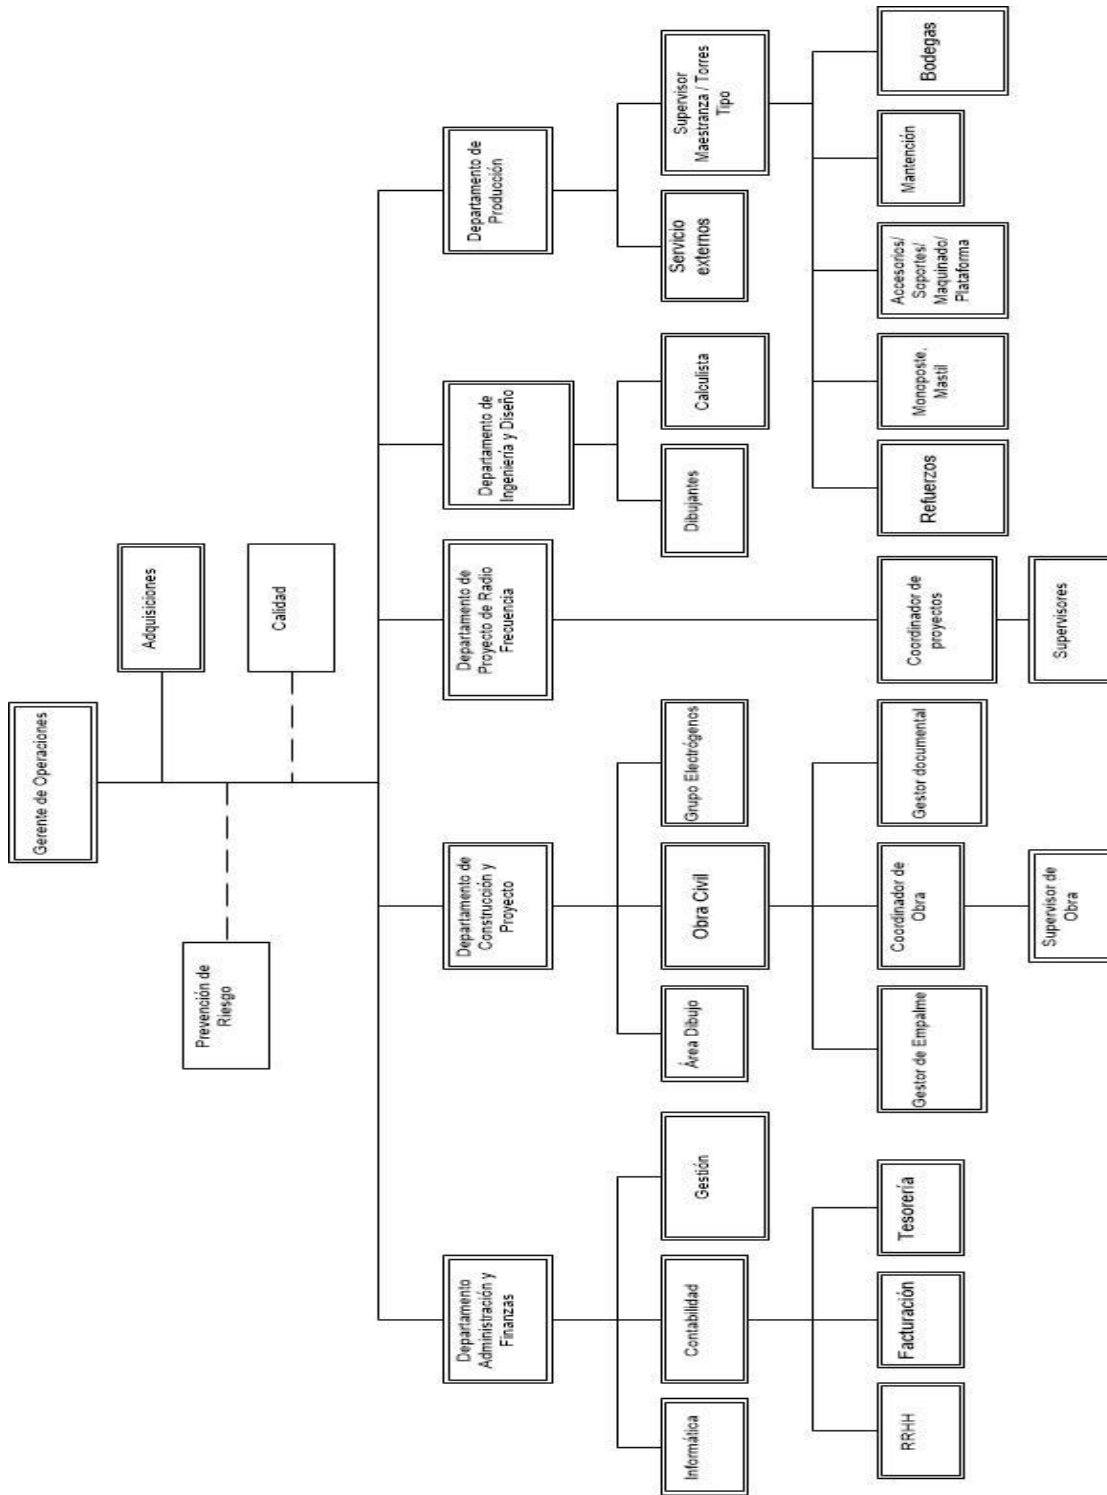 Gerente de Operaciones
Adquisiciones
Prevención de
Riesgo
Calidad
Departamento
Administración y
Finanzas
Departamento de
Construcción y
Proyecto
Departamento de
Proyecto de Radio
Frecuencia
Departamento de
Ingeniería y Diseño
Departamento de
Producción
Informática
Contabilidad
Gestión
Área Dibujo
Obra Civil
Grupo Electrógenos
Dibujantes
Calculista
Servicio
externos
Supervisor
Maestranza / Torres
Tipo
RRHH
Facturación
Tesorería
Gestor de Empalme
Coordinador de
Obra
Gestor documental
Coordinador de
proyectos
Refuerzos
Monoposte,
Mastil
Accesorios/
Soportes/
Maquinado/
Plataforma
Mantención
Bodegas
Supervisor de
Obra
Supervisores